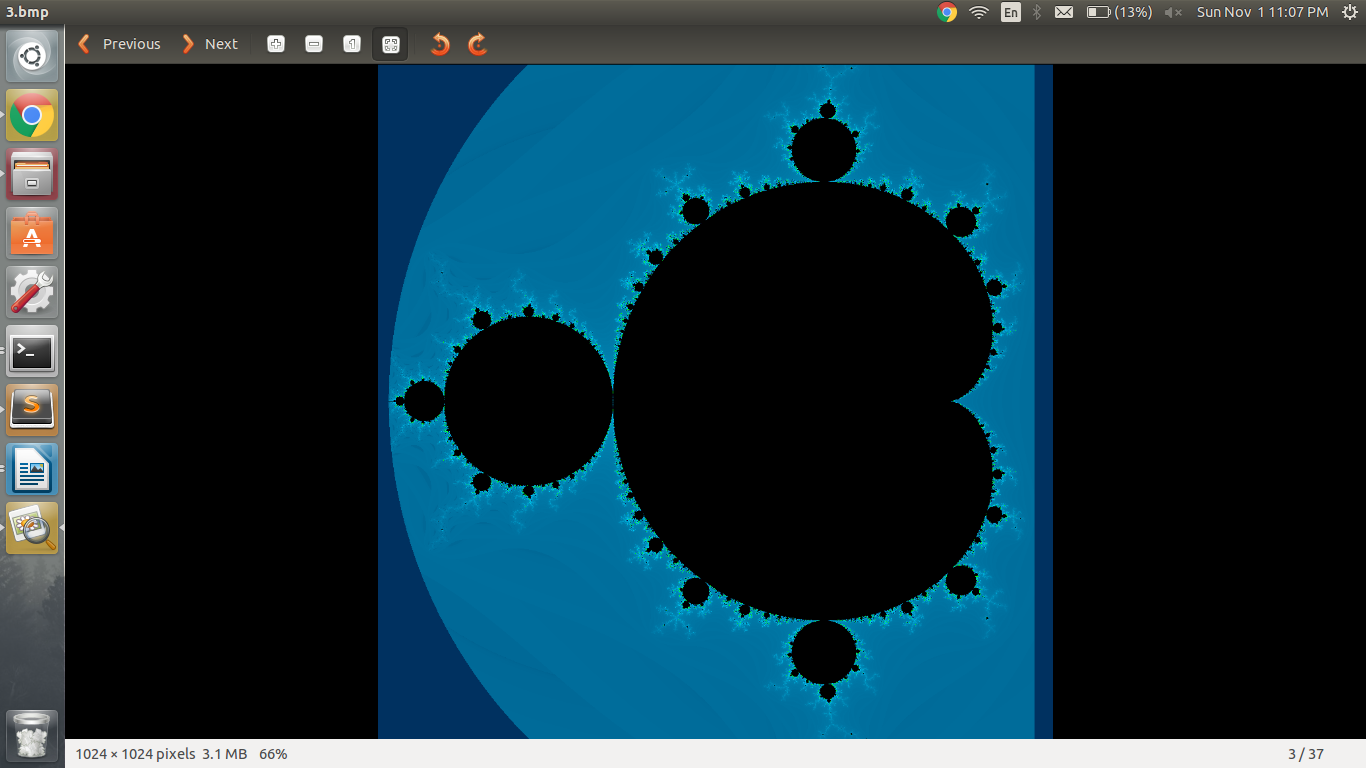 3.bmp
En
(13%)
Sun Nov 1 11:07 PM
Previous
Next
1
1024 × 1024 pixels 3.1 MB 66%
3 / 37